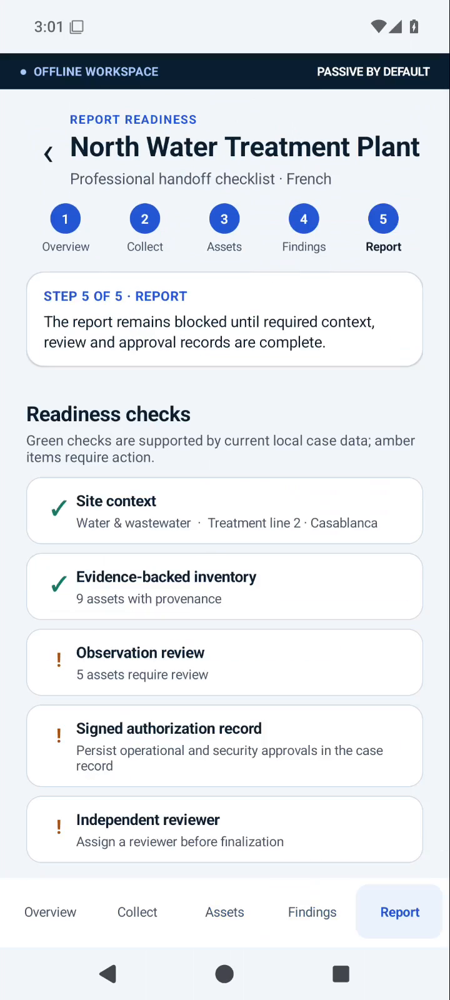 3:01
OFFLINE WORKSPACE
PASSIVE BY DEFAULT
REPORT READINESS
North Water Treatment Plant
Professional handoff checklist · French
1
2
3
4
5
Overview
Collect
Assets
Findings
Report
STEP 5 OF 5 · REPORT
The report remains blocked until required context,
review and approval records are complete.
Readiness checks
Green checks are supported by current local case data; amber
items require action.
Site context
Water & wastewater · Treatment line 2 · Casablanca
Evidence-backed inventory
9 assets with provenance
Observation review
5 assets require review
Signed authorization record
Persist operational and security approvals in the case
record
Independent reviewer
Assign a reviewer before finalization
Overview
Collect
Assets
Findings
Report